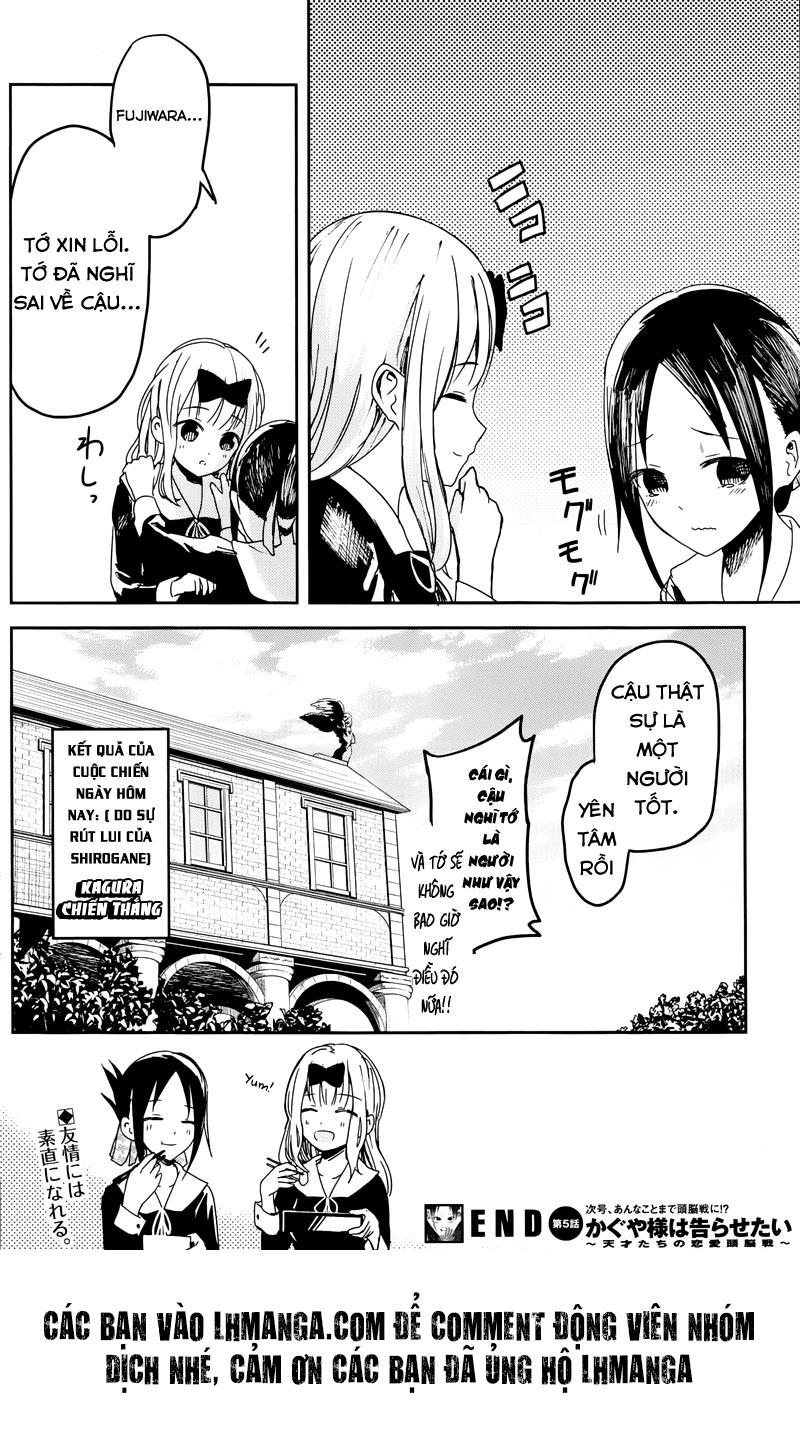 ニコ
ニコ
モグ
モグ
FUJIWARA...
TỚ XIN LỖI.
TỚ ĐÃ NGHĨ
SAI VỀ CẬU...
わしっ
CẬU THẬT
SỰ LÀ
MỘT
NGƯỜI
TỐT.
YÊN
TÂM
RỒI
CÁI GÌ,
CẬU
NGHĨ TỚ
LÀ
NGƯỜI
NHƯ VẬY
SAO!?
VÀ TỚ SẼ
KHÔNG
BAO GIỜ
NGHĨ
ĐIỀU ĐÓ
NỮA!!
KẾT QUẢ CỦA
CUỘC CHIẾN
NGÀY HÔM
NAY: ( DO SỰ
RÚT LUI CỦA
SHIROGANE)
KAGURA
CHIẾN THẮNG
Yum!
◆友情には
素直になれる。
END
第5話
次号、あんなことまで頭脳戦に!?
かぐや様は告らせたい
～天才たちの恋愛頭脳戦～
CÁC BẠN VÀO LHMANGA.COM ĐỂ COMMENT ĐỘNG VIÊN NHÓM
DỊCH NHÉ, CẢM ƠN CÁC BẠN ĐÃ ỦNG HỘ LHMANGA